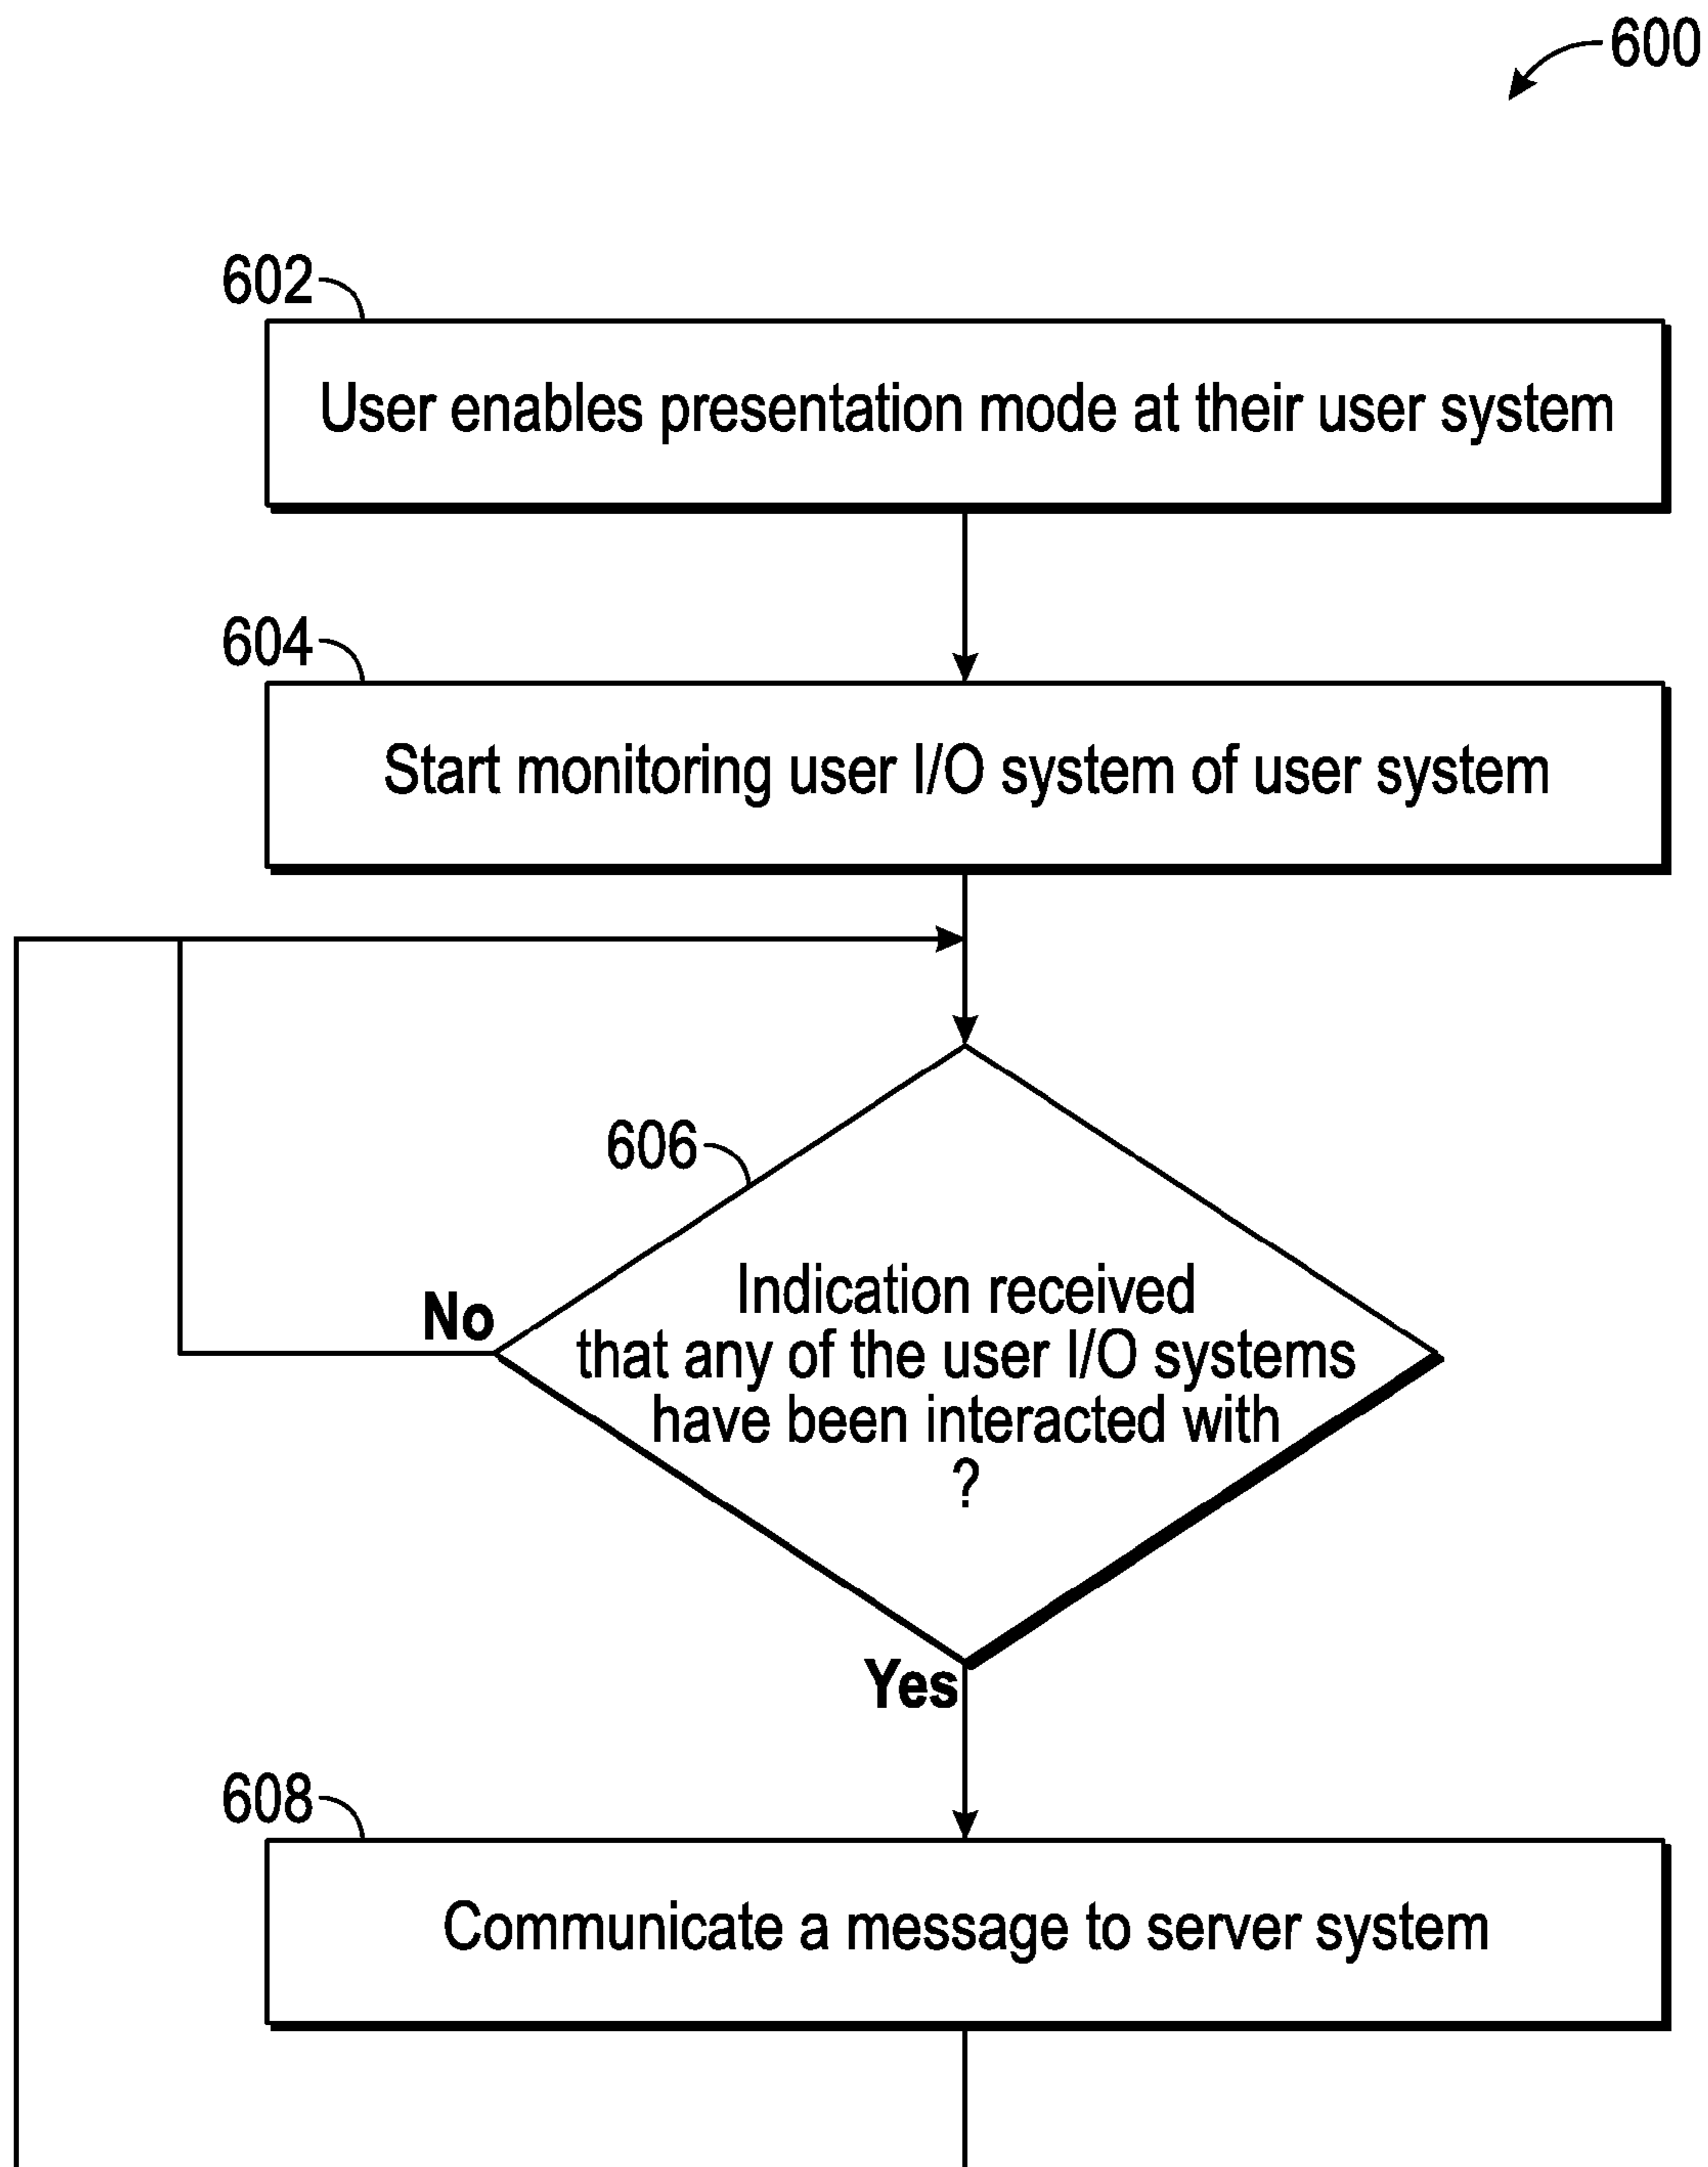 600
602
User enables presentation mode at their user system
604
Start monitoring user I/O system of user system
606
Indication received
that any of the user I/O systems
have been interacted with
?
No
Yes
608
Communicate a message to server system